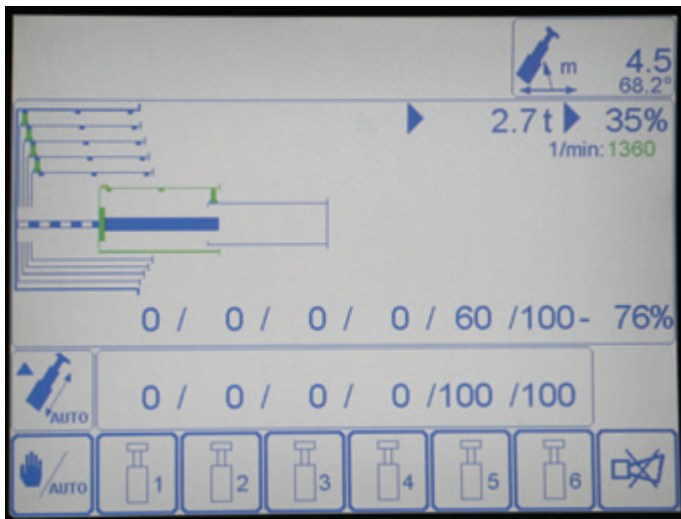 m 4.5
68.2°
2.7 t 35%
1/min: 1360
0 / 0 / 0 / 0 / 60 /100- 76%
AUTO 0 / 0 / 0 / 0 /100 /100
/AUTO 1 2 3 4 5 6